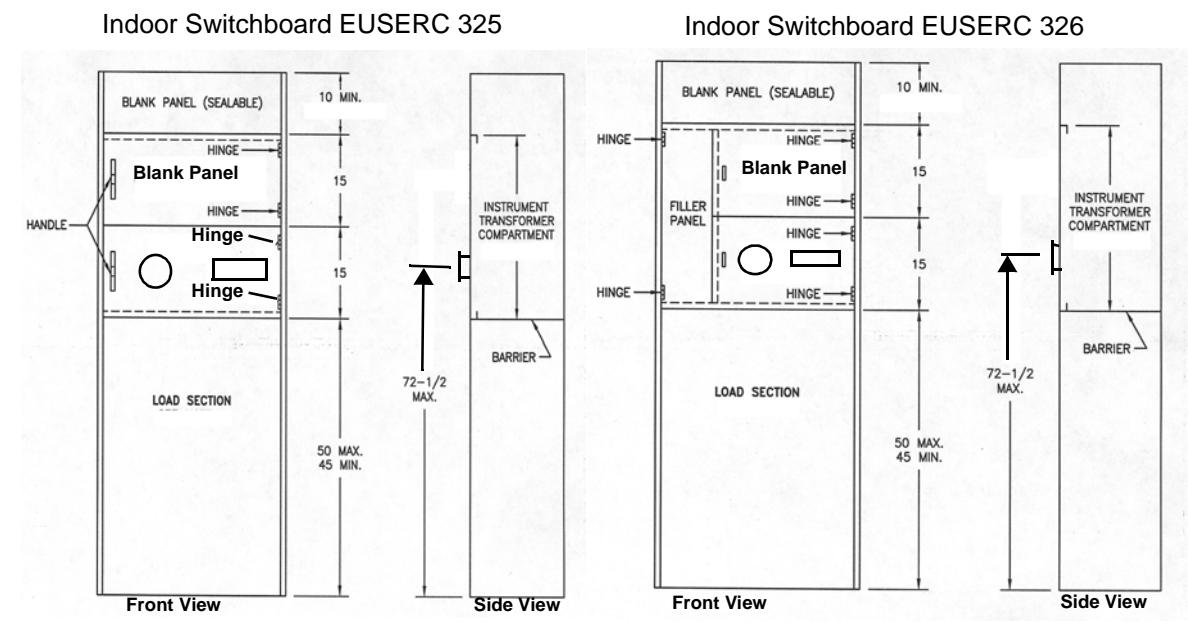 Indoor Switchboard EUSERC 325
BLANK PANEL (SEALABLE)
10 MIN.
HINGE
Blank Panel
15
HINGE
HANDLE
Hinge
15
Hinge
LOAD SECTION
50 MAX.
45 MIN.
Front View
INSTRUMENT
TRANSFORMER
COMPARTMENT
BARRIER
72-1/2
MAX.
Side View
Indoor Switchboard EUSERC 326
BLANK PANEL (SEALABLE)
10 MIN.
HINGE
HINGE
Blank Panel
15
HINGE
FILLER
PANEL
HINGE
15
HINGE
HINGE
LOAD SECTION
50 MAX.
45 MIN.
Front View
INSTRUMENT
TRANSFORMER
COMPARTMENT
BARRIER
72-1/2
MAX.
Side View